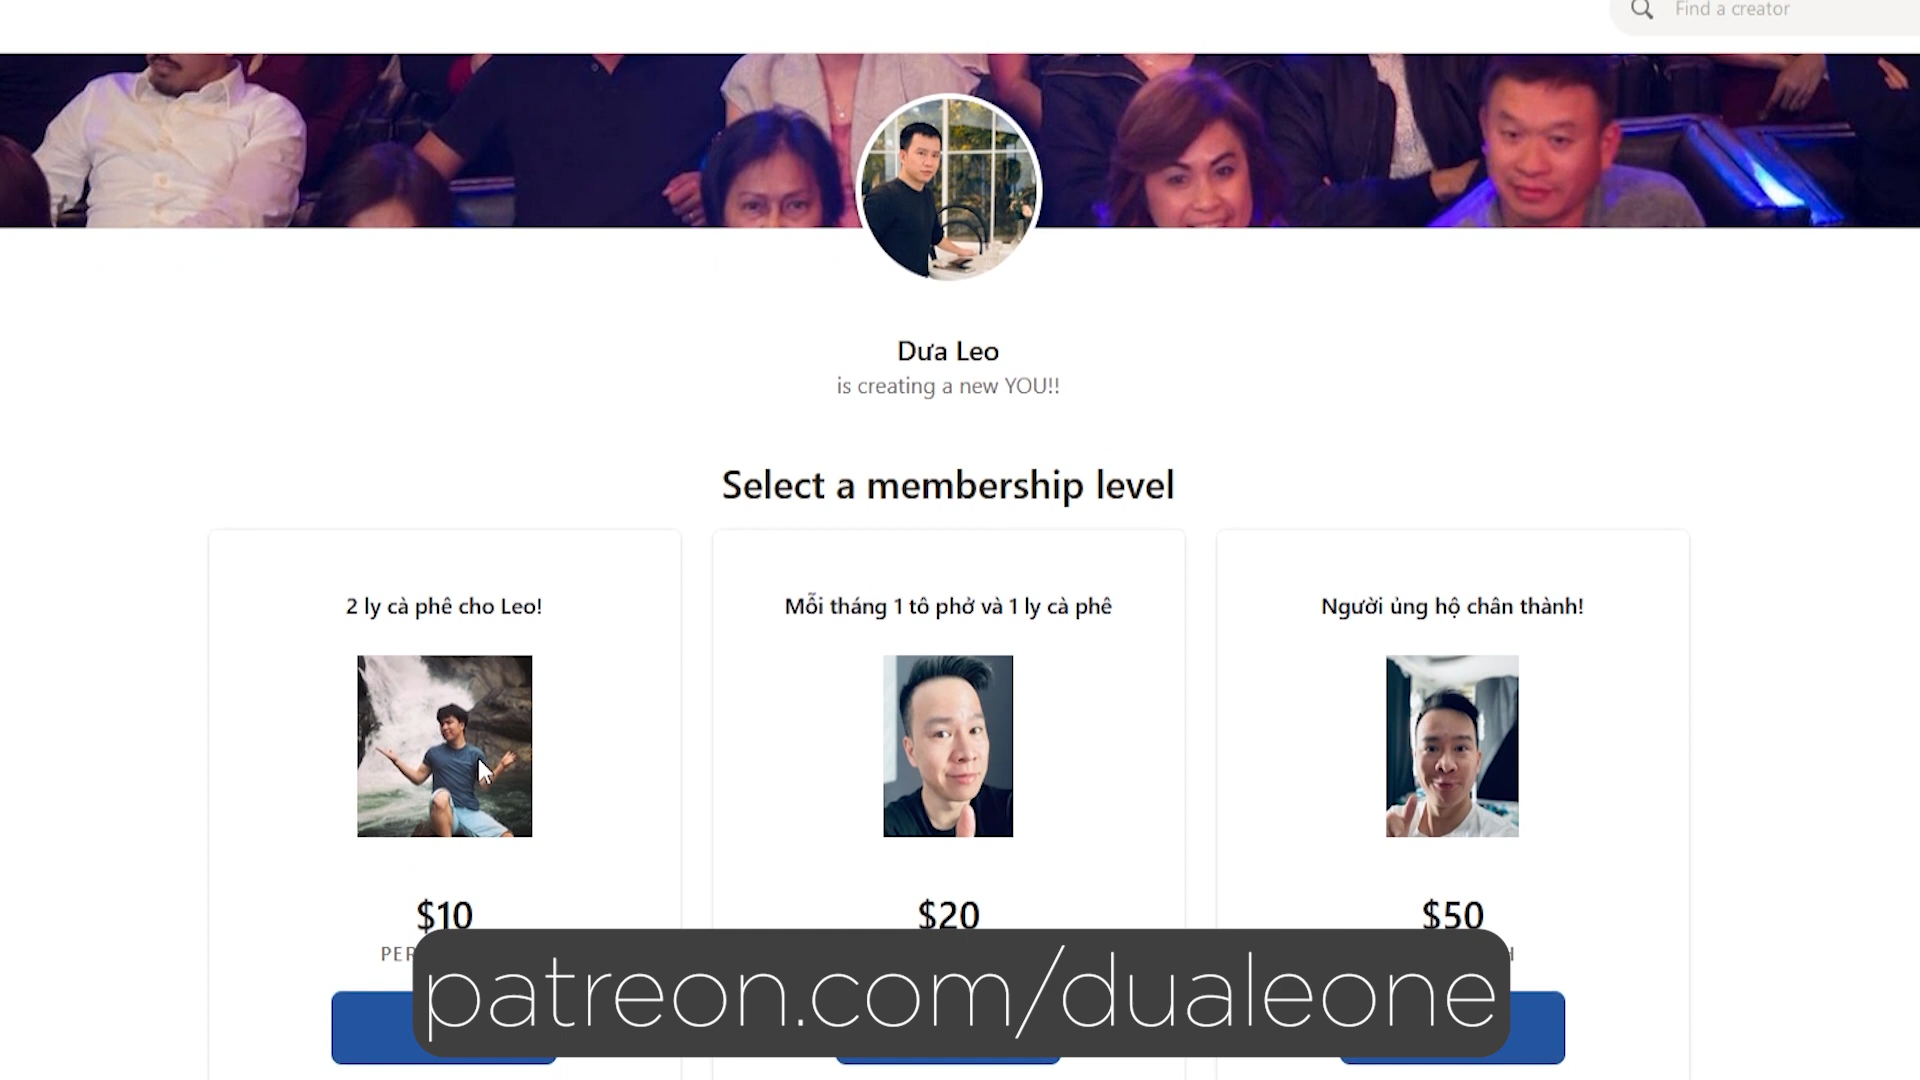 Find a creator
Dưa Leo
is creating a new YOU!!
Select a membership level
2 ly cà phê cho Leo!
Mỗi tháng 1 tô phở và 1 ly cà phê
Người ủng hộ chân thành!
$10
$20
$50
PER
patreon.com/dualeone